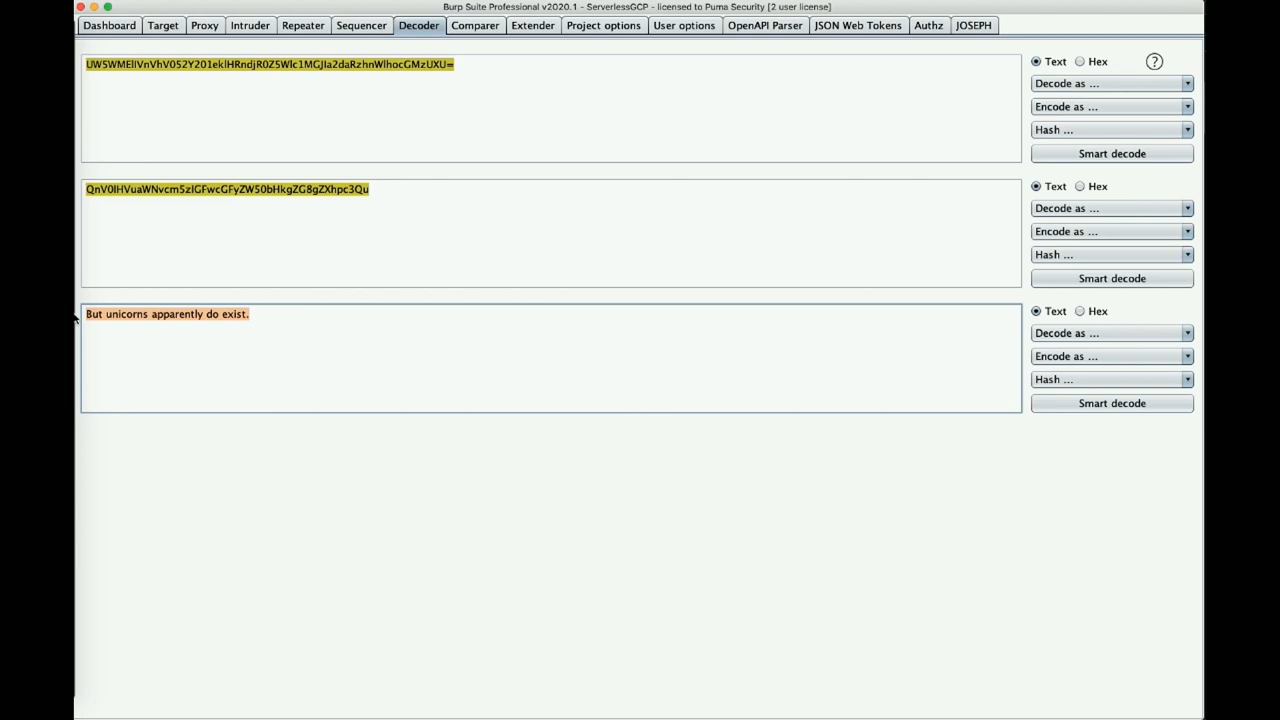 Burp Suite Professional v2020.1 - ServerlessGCP - licensed to Puma Security [2 user license]
Dashboard Target Proxy Intruder Repeater Sequencer Decoder Comparer Extender Project options User options OpenAPI Parser JSON Web Tokens Authz JOSEPH
UW5WMElIVnVhV052Y201eklHRndjR0Z5Wlc1MGJIa2daRzhnWlhocGMzUXU=
Text Hex ?
Decode as ...
Encode as ...
Hash ...
Smart decode
QnV0IHVuaWNvcm5zIGFwcGFyZW50bHkgZG8gZXhpc3Qu
Text Hex
Decode as ...
Encode as ...
Hash ...
Smart decode
But unicorns apparently do exist.
Text Hex
Decode as ...
Encode as ...
Hash ...
Smart decode